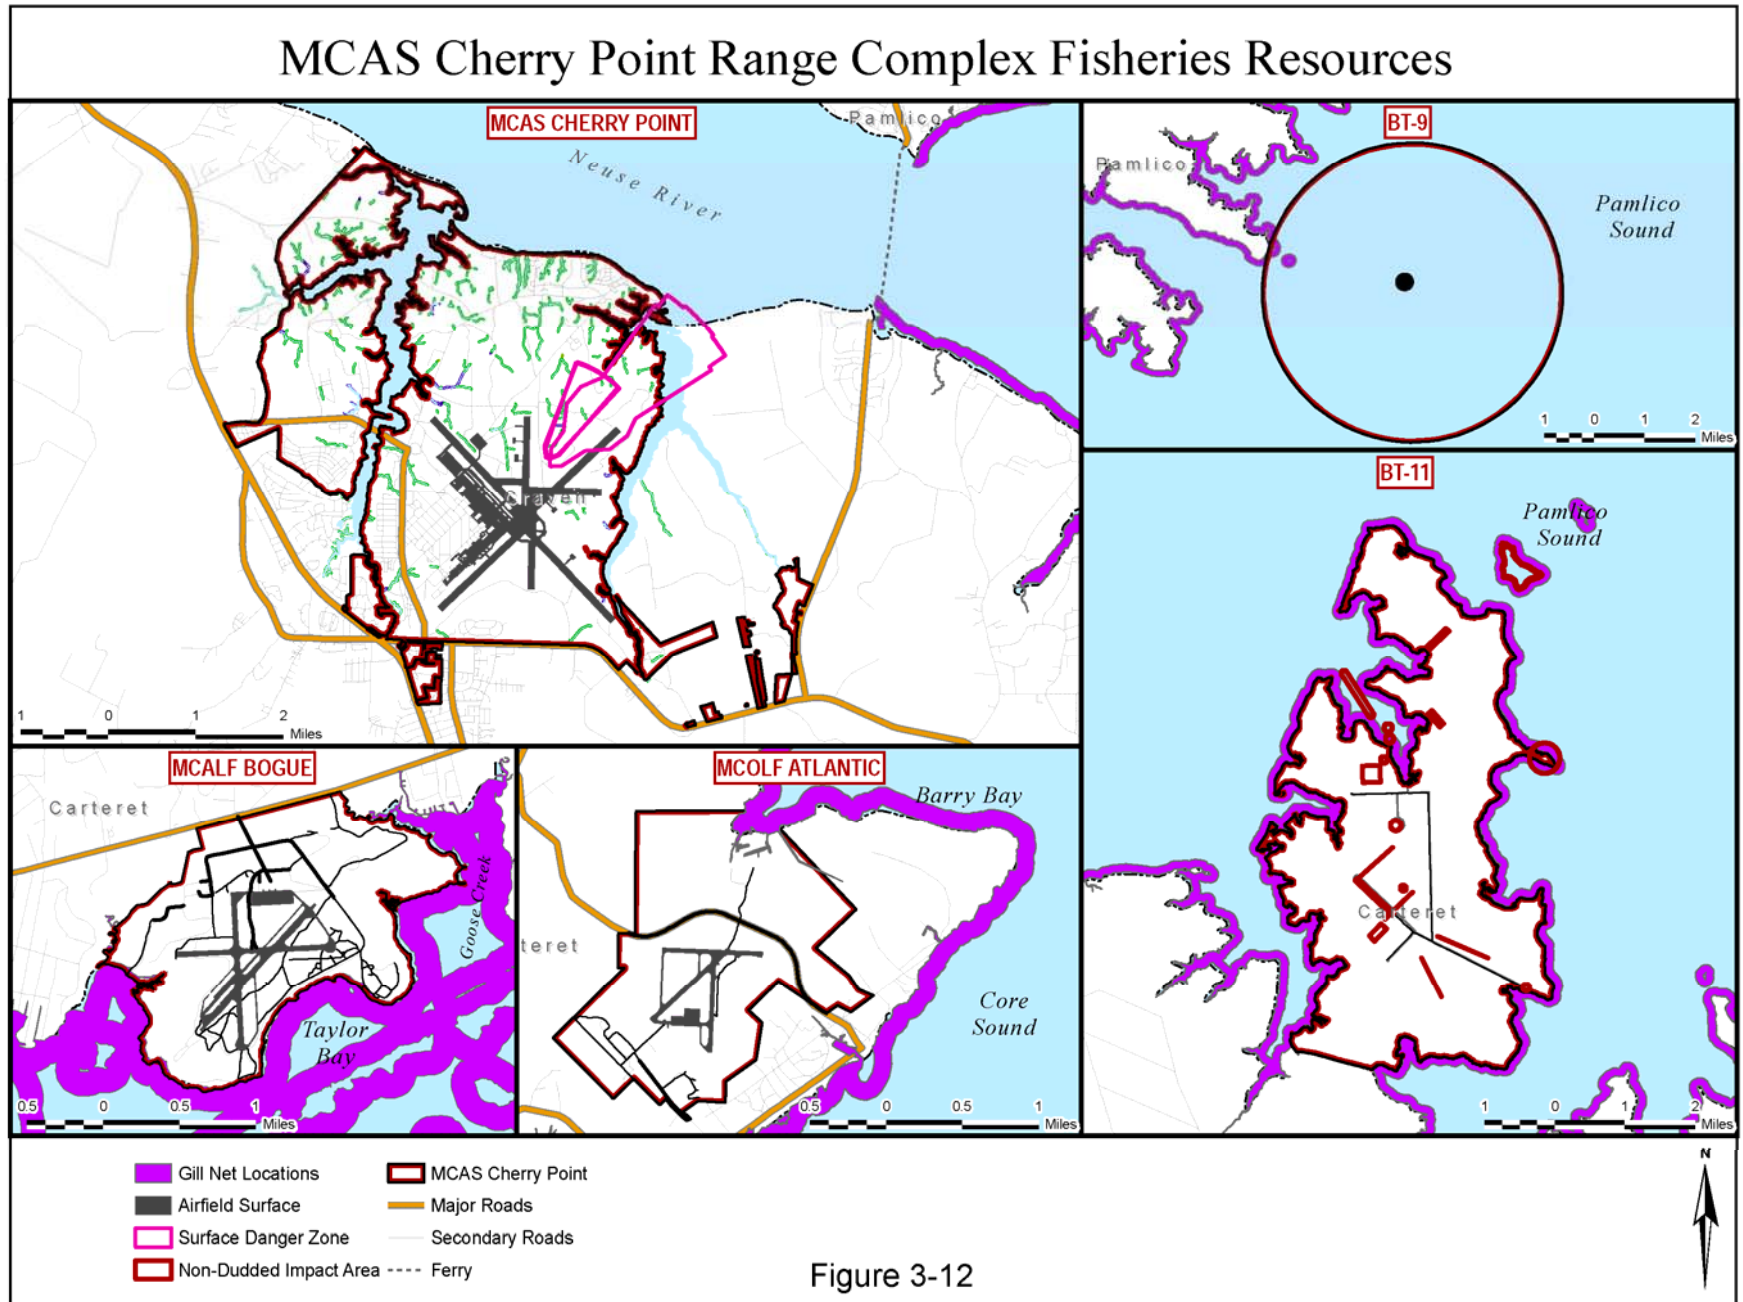 MCAS Cherry Point Range Complex Fisheries Resources
MCAS CHERRY POINT
Pamlico
Neuse River
Craven
1 0 1 2
Miles
BT-9
Pamlico
Pamlico
Sound
1 0 1 2
Miles
BT-11
Pamlico
Sound
Carteret
1 0 1 2
Miles
MCALF BOGUE
Carteret
Goose Creek
Taylor
Bay
0.5 0 0.5 1
Miles
MCOLF ATLANTIC
Barry Bay
teret
Core
Sound
0.5 0 0.5 1
Miles
Gill Net Locations
Airfield Surface
Surface Danger Zone
Non-Dudded Impact Area
MCAS Cherry Point
Major Roads
Secondary Roads
Ferry
Figure 3-12
N